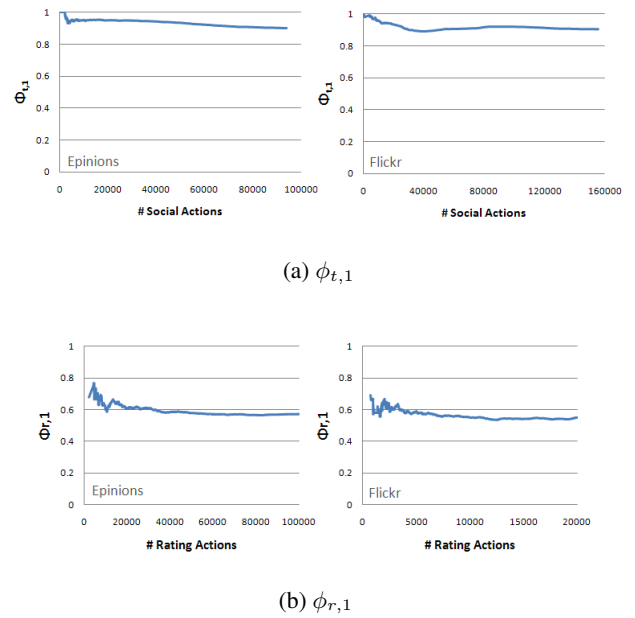 1
0.8
0.6
0.4
0.2
0
Φt,1
Epinions
0 20000 40000 60000 80000 100000
# Social Actions
1
0.8
0.6
0.4
0.2
0
Φt,1
Flickr
0 40000 80000 120000 160000
# Social Actions
(a) ϕt,1
1
0.8
0.6
0.4
0.2
0
Φr,1
Epinions
0 20000 40000 60000 80000 100000
# Rating Actions
1
0.8
0.6
0.4
0.2
0
Φr,1
Flickr
0 5000 10000 15000 20000
# Rating Actions
(b) ϕr,1